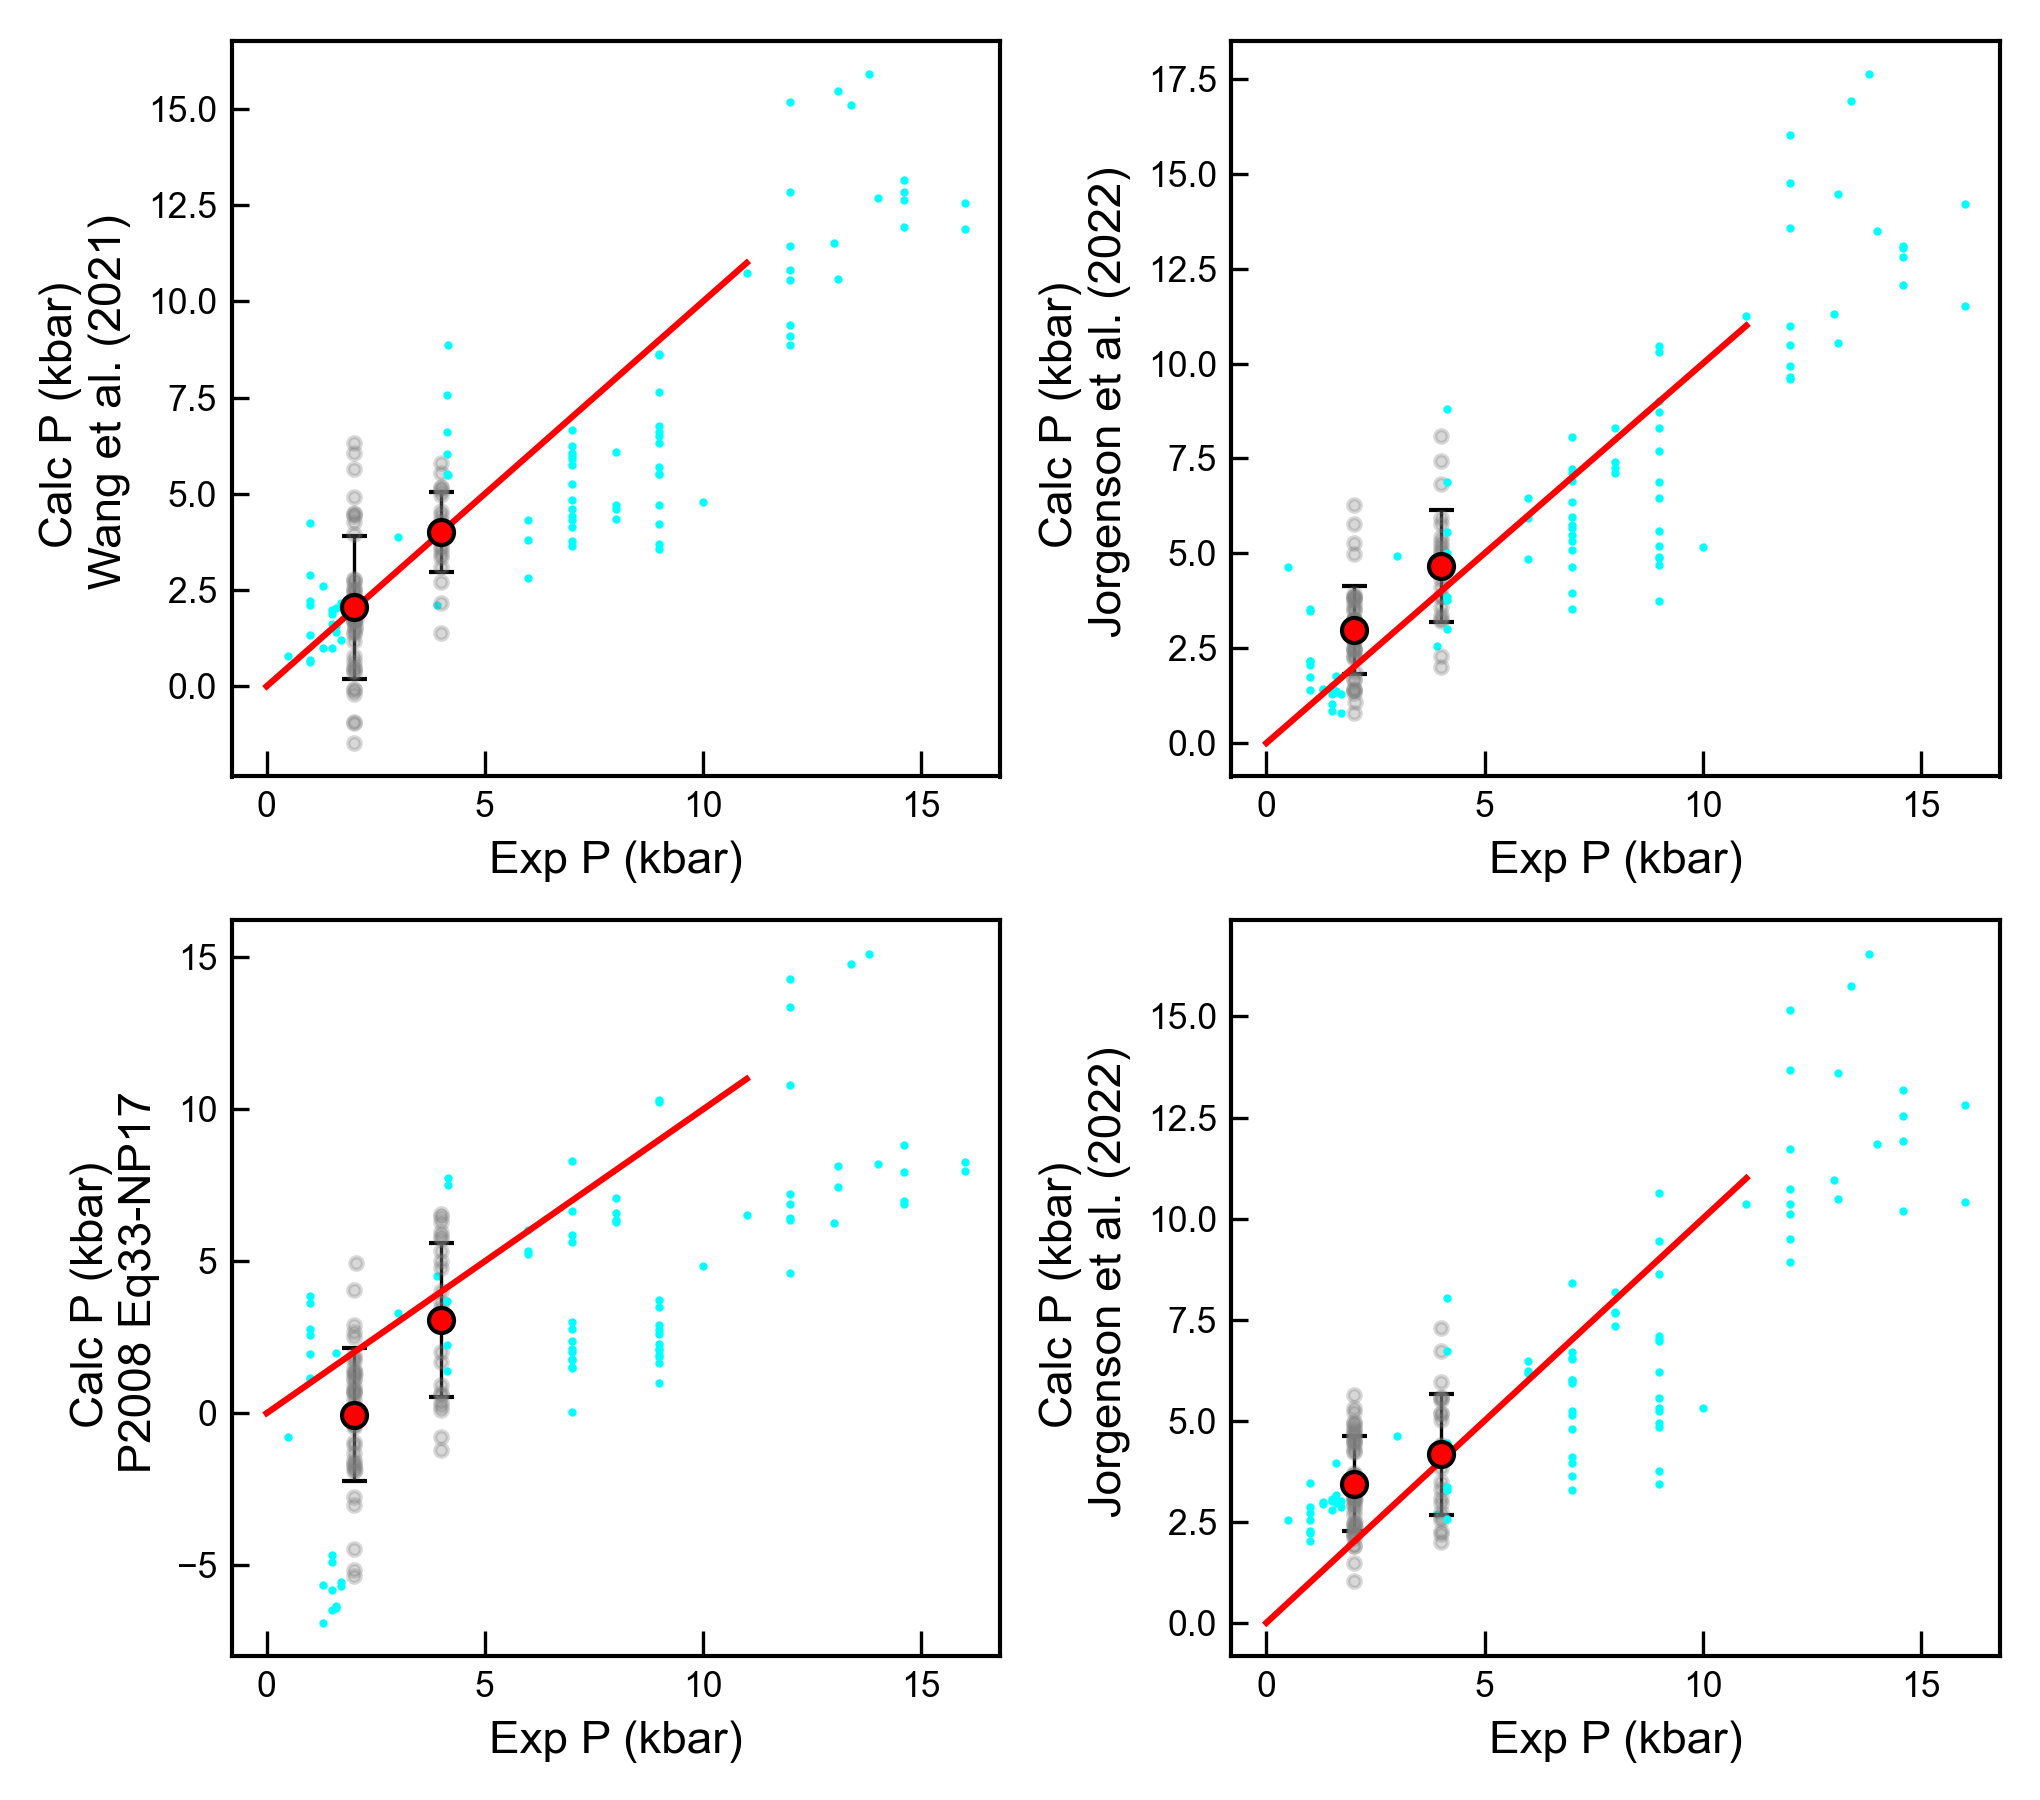 Calc P (kbar)
Wang et al. (2021)
15.0
12.5
10.0
7.5
5.0
2.5
0.0
0 5 10 15
Exp P (kbar)
Calc P (kbar)
Jorgenson et al. (2022)
17.5
15.0
12.5
10.0
7.5
5.0
2.5
0.0
0 5 10 15
Exp P (kbar)
Calc P (kbar)
P2008 Eq33-NP17
15
10
5
0
−5
0 5 10 15
Exp P (kbar)
Calc P (kbar)
Jorgenson et al. (2022)
15.0
12.5
10.0
7.5
5.0
2.5
0.0
0 5 10 15
Exp P (kbar)